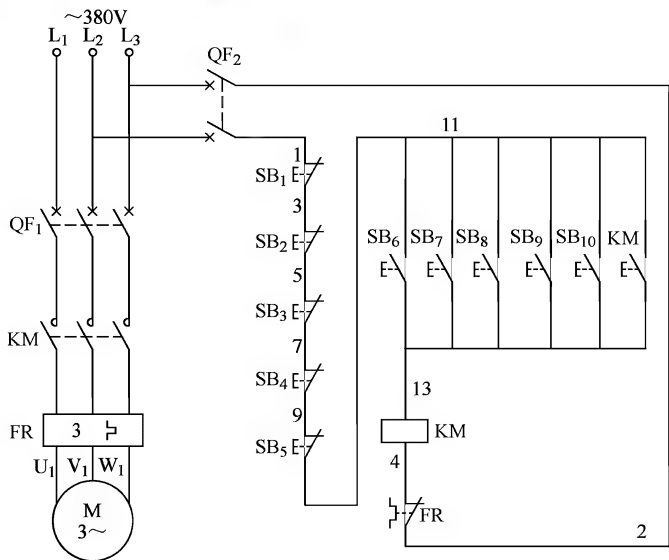 ～380V
L₁ L₂ L₃
QF₂
11
1
SB₁
3
QF₁
SB₂
SB₆ SB₇ SB₈ SB₉ SB₁₀ KM
5
SB₃
KM
7
SB₄
13
9
FR 3
KM
SB₅
U₁ V₁ W₁
4
M
3～
FR
2